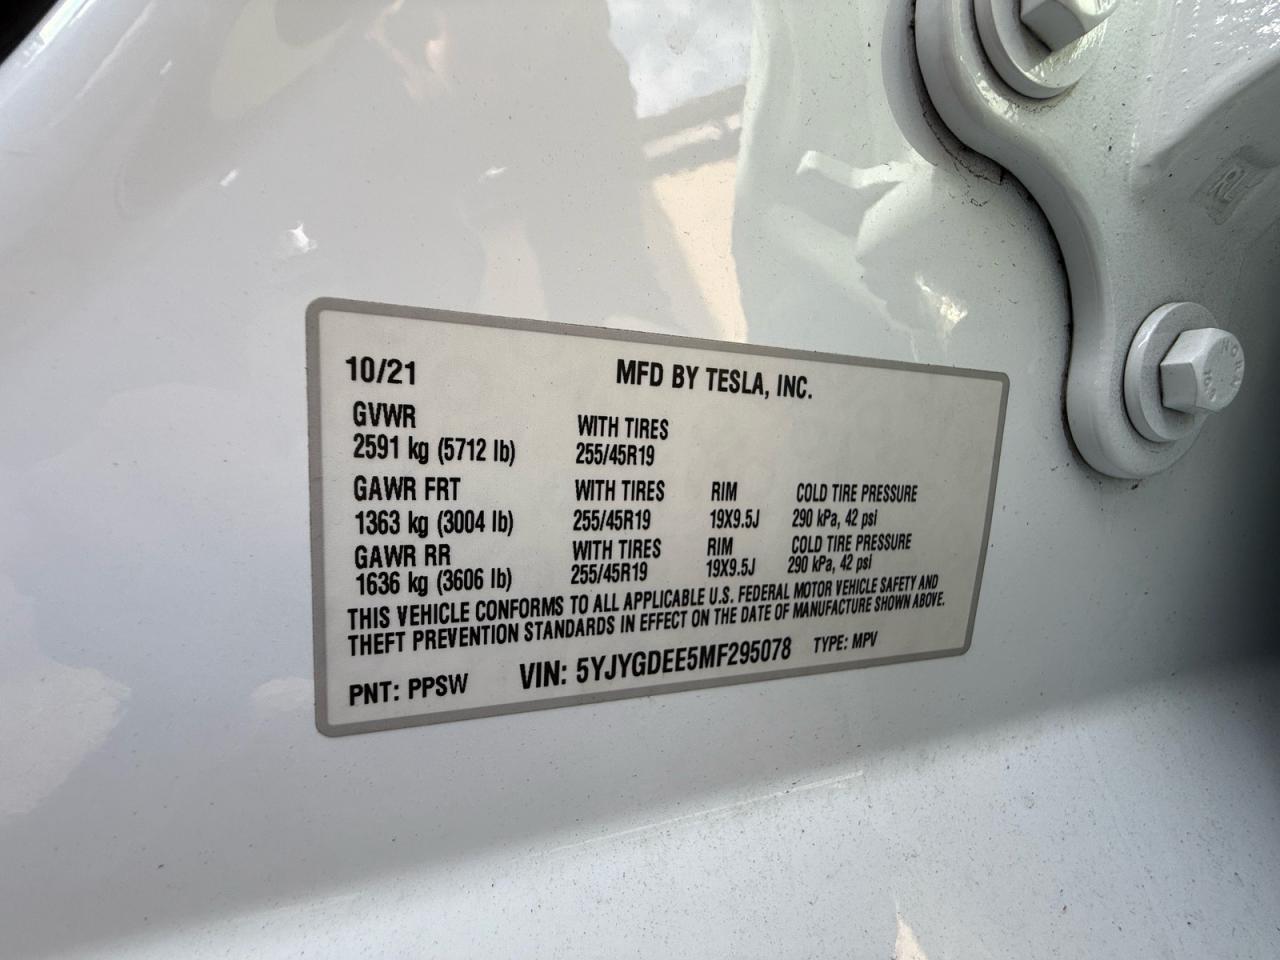 10/21 MFD BY TESLA, INC.
GVWR WITH TIRES
2591 kg (5712 lb) 255/45R19
GAWR FRT WITH TIRES RIM COLD TIRE PRESSURE
1363 kg (3004 lb) 255/45R19 19X9.5J 290 kPa, 42 psi
GAWR RR WITH TIRES RIM COLD TIRE PRESSURE
1636 kg (3606 lb) 255/45R19 19X9.5J 290 kPa, 42 psi
THIS VEHICLE CONFORMS TO ALL APPLICABLE U.S. FEDERAL MOTOR VEHICLE SAFETY AND
THEFT PREVENTION STANDARDS IN EFFECT ON THE DATE OF MANUFACTURE SHOWN ABOVE.
PNT: PPSW VIN: 5YJYGDEE5MF295078 TYPE: MPV